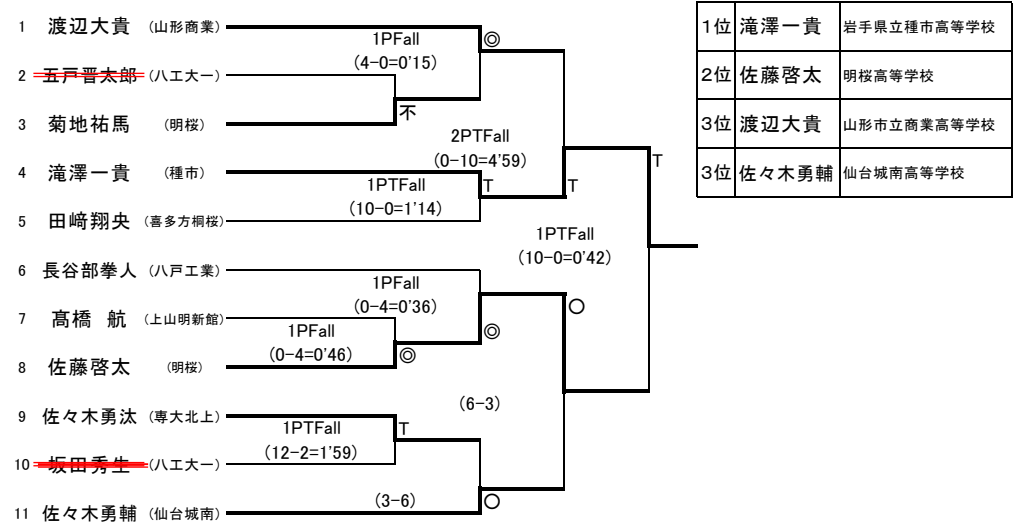 1 渡辺大貴 （山形商業）
1PFall
(4-0=0'15)
◎
2 五戸晋太郎 （八工大一）
不
3 菊地祐馬 （明桜）
2PTFall
(0-10=4'59)
4 滝澤一貴 （種市）
1PTFall
(10-0=1'14)
T
T
T
5 田﨑翔央 （喜多方桐桜）
1PTFall
(10-0=0'42)
6 長谷部拳人 （八戸工業）
1PFall
(0-4=0'36)
○
7 髙橋 航 （上山明新館）
1PFall
(0-4=0'46)
◎
◎
8 佐藤啓太 （明桜）
(6-3)
9 佐々木勇汰 （専大北上）
1PTFall
(12-2=1'59)
T
10 坂田秀生 （八工大一）
(3-6)
○
11 佐々木勇輔 （仙台城南）
1位 滝澤一貴 岩手県立種市高等学校
2位 佐藤啓太 明桜高等学校
3位 渡辺大貴 山形市立商業高等学校
3位 佐々木勇輔 仙台城南高等学校